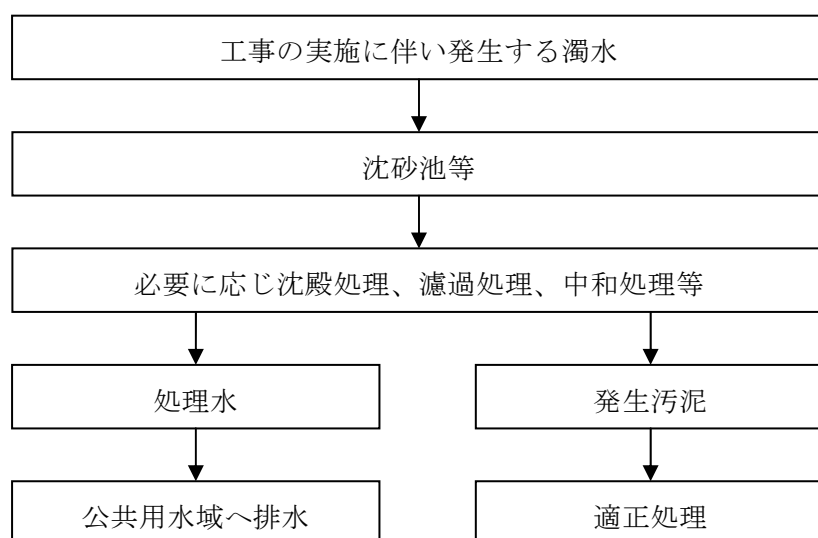 工事の実施に伴い発生する濁水
沈砂池等
必要に応じ沈殿処理、濾過処理、中和処理等
処理水
発生汚泥
公共用水域へ排水
適正処理